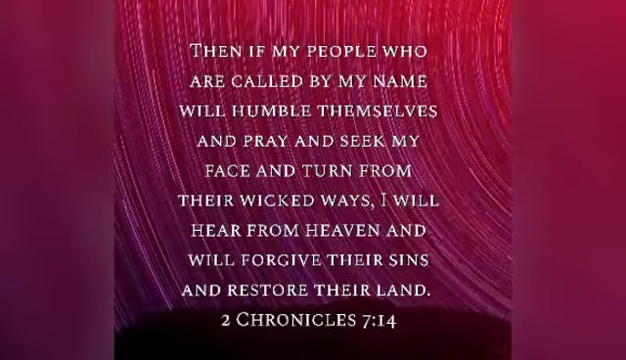 Then if my people who
are called by my name
will humble themselves
and pray and seek my
face and turn from
their wicked ways, I will
hear from heaven and
will forgive their sins
and restore their land.
2 Chronicles 7:14